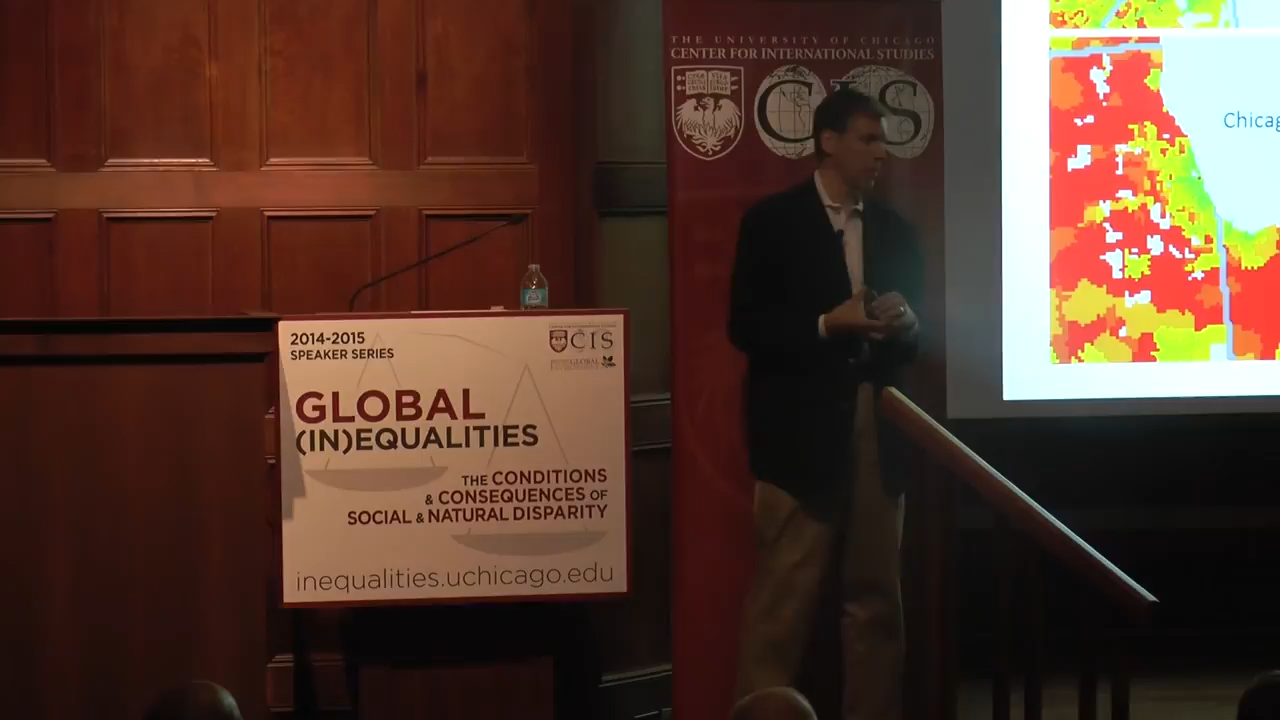 2014-2015
SPEAKER SERIES
CIS
GLOBAL
(IN)EQUALITIES
THE CONDITIONS
& CONSEQUENCES OF
SOCIAL & NATURAL DISPARITY
inequalities.uchicago.edu
THE UNIVERSITY OF CHICAGO
CENTER FOR INTERNATIONAL STUDIES
CIS
Chicag